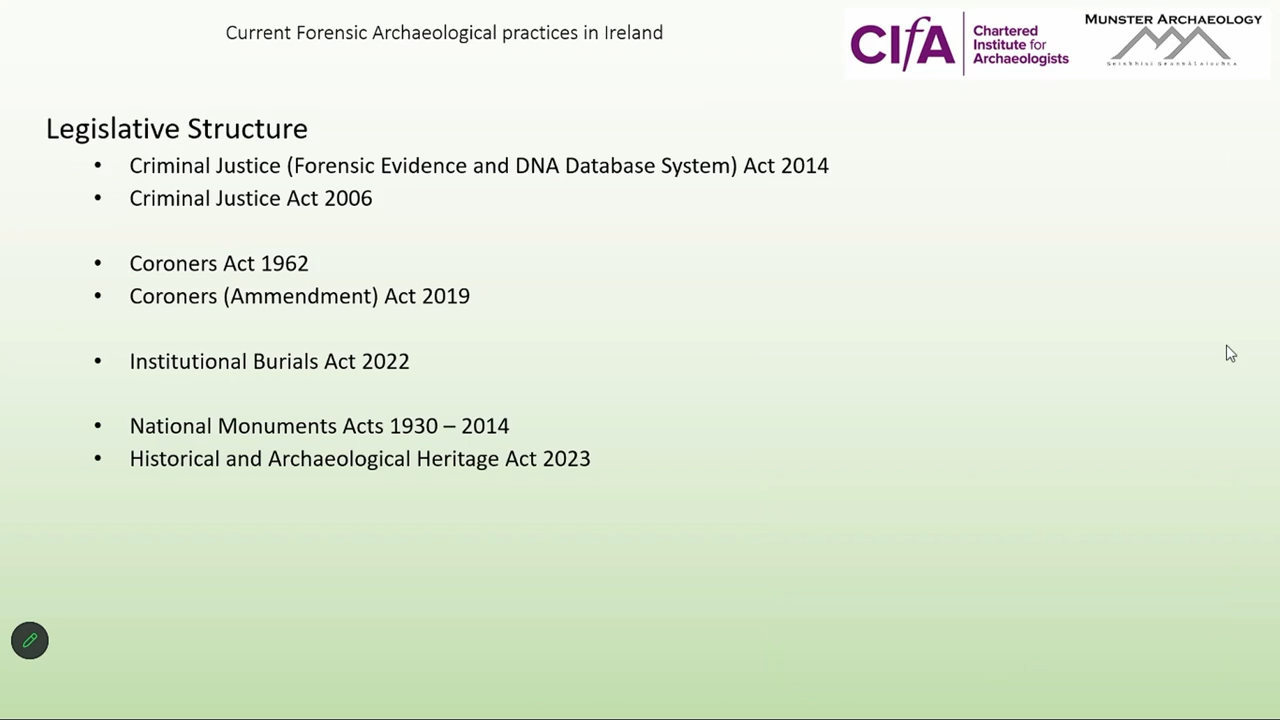 Current Forensic Archaeological practices in Ireland
CIfA
Chartered
Institute for
Archaeologists
MUNSTER ARCHAEOLOGY
Legislative Structure
• Criminal Justice (Forensic Evidence and DNA Database System) Act 2014
• Criminal Justice Act 2006
• Coroners Act 1962
• Coroners (Ammendment) Act 2019
• Institutional Burials Act 2022
• National Monuments Acts 1930 – 2014
• Historical and Archaeological Heritage Act 2023